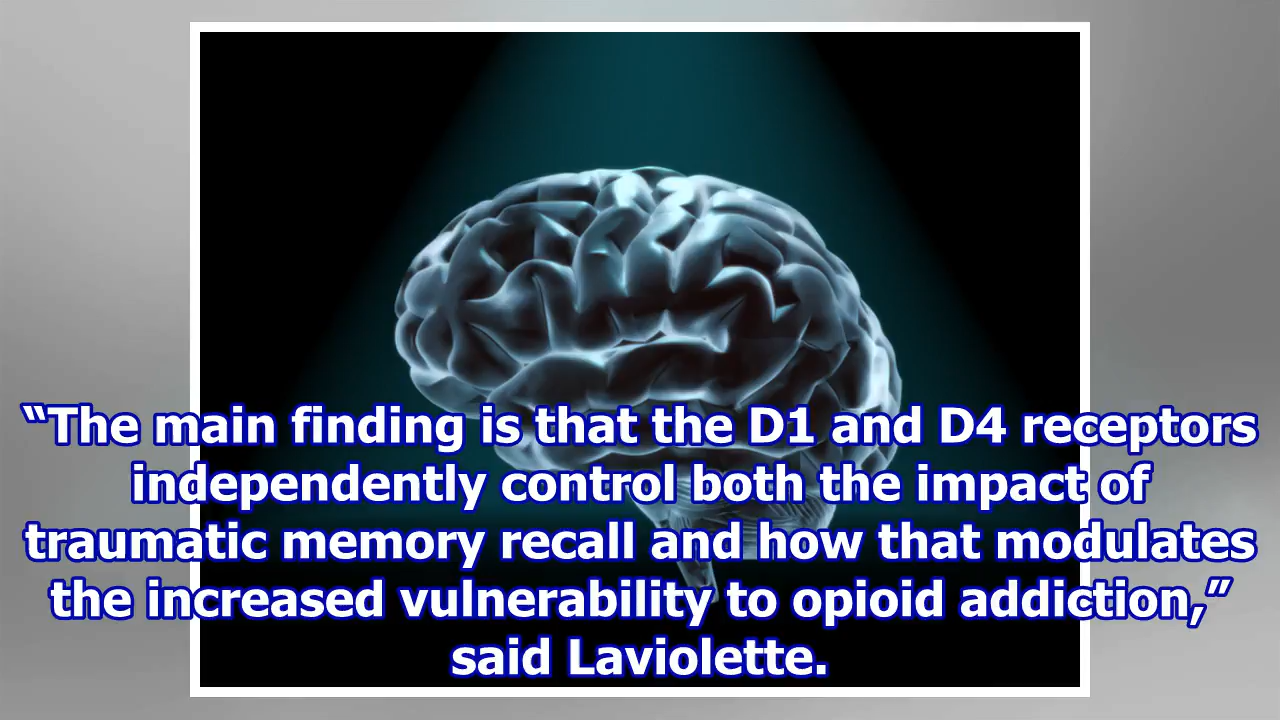 “The main finding is that the D1 and D4 receptors
independently control both the impact of
traumatic memory recall and how that modulates
the increased vulnerability to opioid addiction,”
said Laviolette.